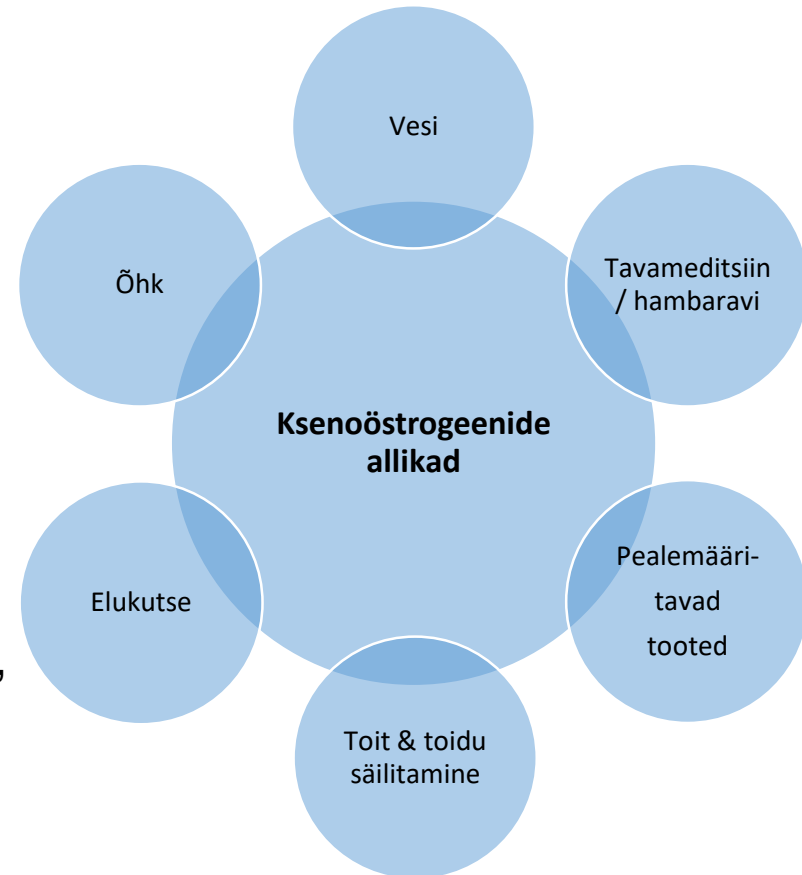 Vesi
Tavameditsiin
/ hambaravi
Õhk
Ksenoöstrogeenide
allikad
Pealemääri-
tavad
tooted
Elukutse
,
Toit & toidu
säilitamine